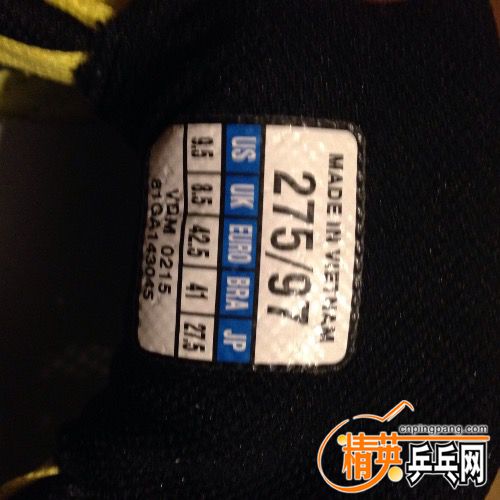 MADE IN VIETNAM
275/97
US UK EURO BRA JP
9.5 8.5 42.5 41 27.5
VDM 0215
81GA143045
cnpingpang.com
精英乒乓网